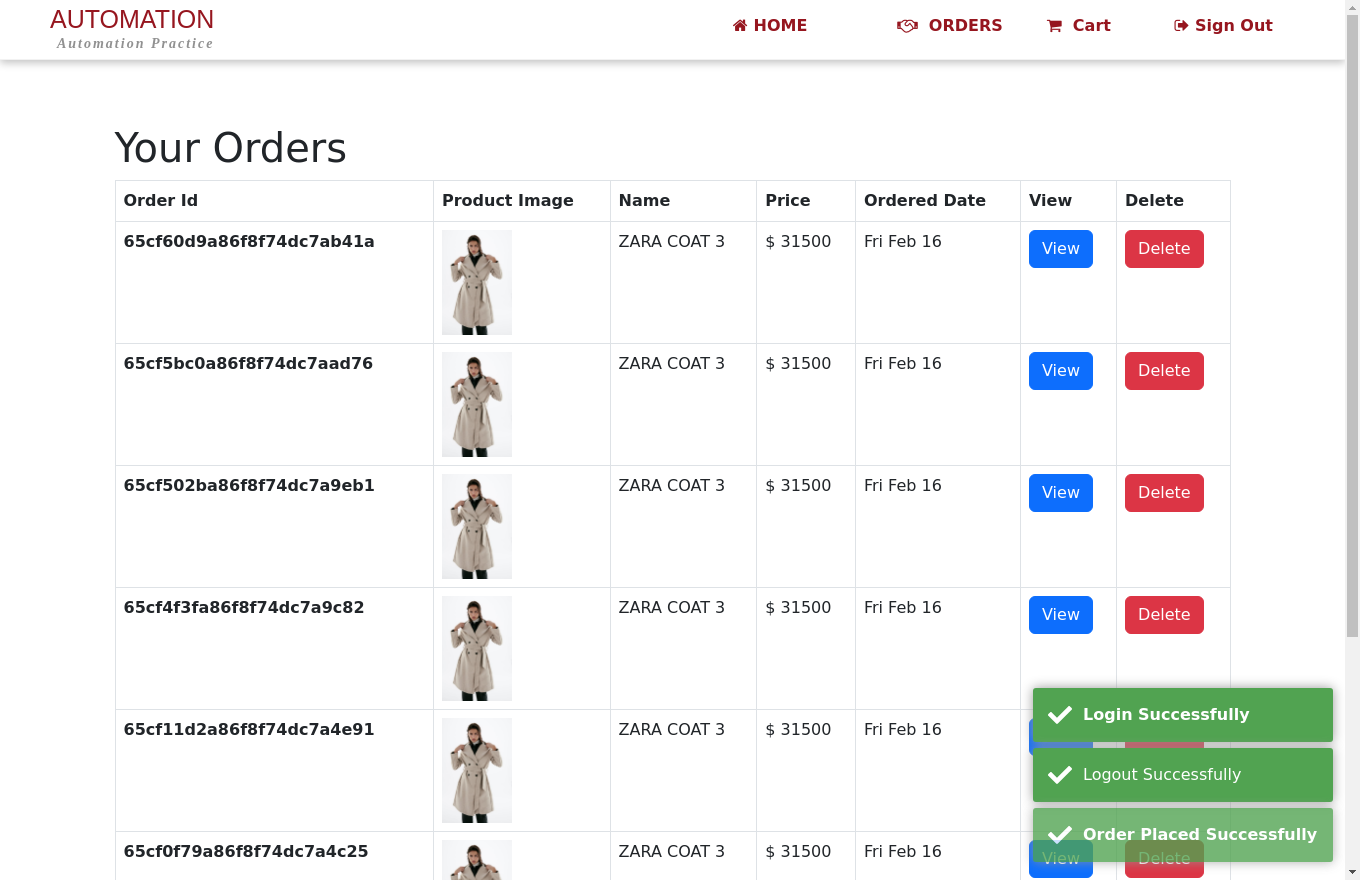 AUTOMATION
Automation Practice
HOME
ORDERS
Cart
Sign Out
Your Orders
Order Id Product Image Name Price Ordered Date View Delete
65cf60d9a86f8f74dc7ab41a ZARA COAT 3 $ 31500 Fri Feb 16 View Delete
65cf5bc0a86f8f74dc7aad76 ZARA COAT 3 $ 31500 Fri Feb 16 View Delete
65cf502ba86f8f74dc7a9eb1 ZARA COAT 3 $ 31500 Fri Feb 16 View Delete
65cf4f3fa86f8f74dc7a9c82 ZARA COAT 3 $ 31500 Fri Feb 16 View Delete
65cf11d2a86f8f74dc7a4e91 ZARA COAT 3 $ 31500 Fri Feb 16
65cf0f79a86f8f74dc7a4c25 ZARA COAT 3 $ 31500 Fri Feb 16 View Delete
Login Successfully
Logout Successfully
Order Placed Successfully